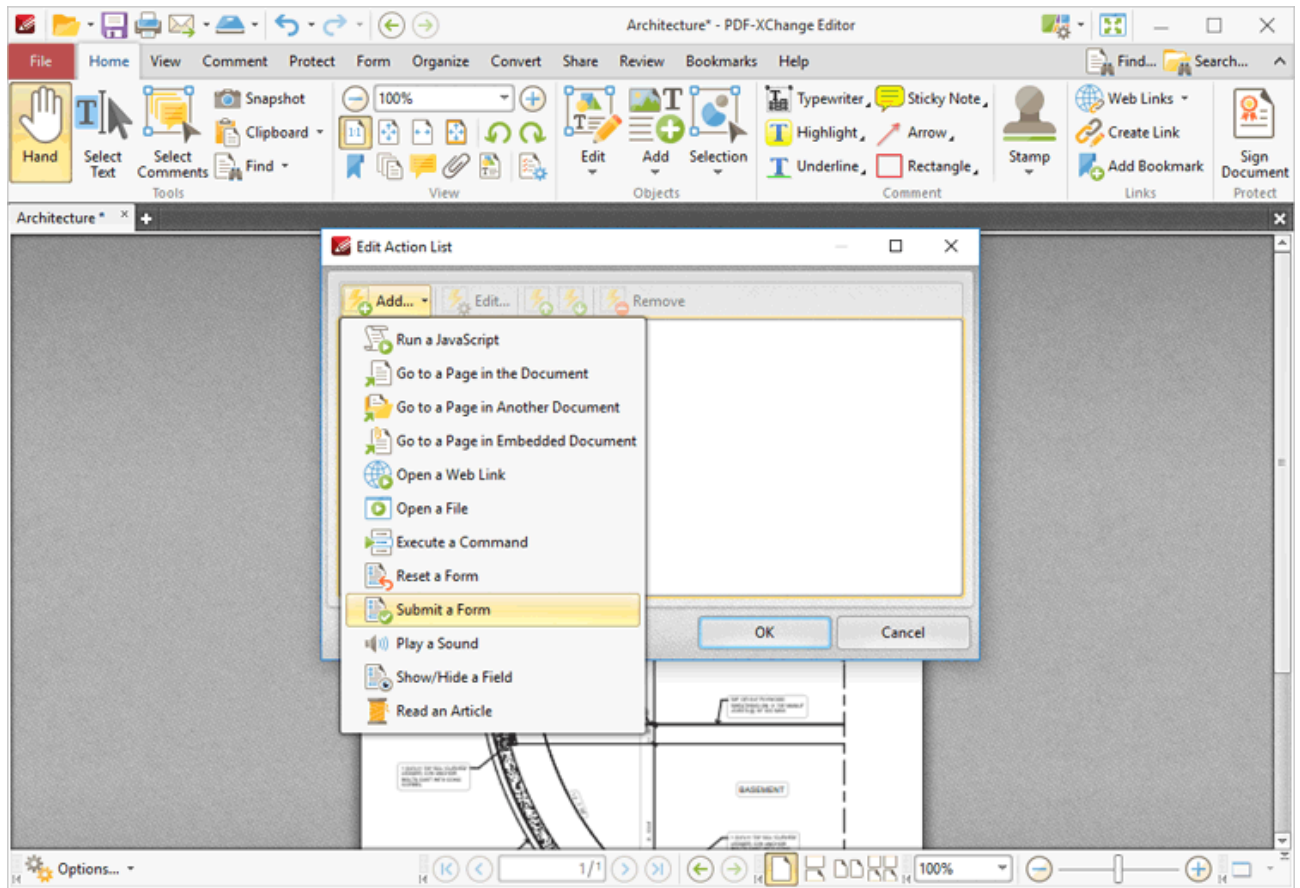 Architecture* - PDF-XChange Editor
File Home View Comment Protect Form Organize Convert Share Review Bookmarks Help Find... Search...
Hand
Select Text
Select Comments
Snapshot
Clipboard
Find
Tools
100%
View
Edit
Add
Selection
Objects
Typewriter
Sticky Note
Highlight
Arrow
Underline
Rectangle
Stamp
Comment
Web Links
Create Link
Add Bookmark
Links
Sign Document
Protect
Architecture *
Edit Action List
Add... Edit... Remove
Run a JavaScript
Go to a Page in the Document
Go to a Page in Another Document
Go to a Page in Embedded Document
Open a Web Link
Open a File
Execute a Command
Reset a Form
Submit a Form
Play a Sound
Show/Hide a Field
Read an Article
OK Cancel
BASEMENT
Options... 1/1 100%